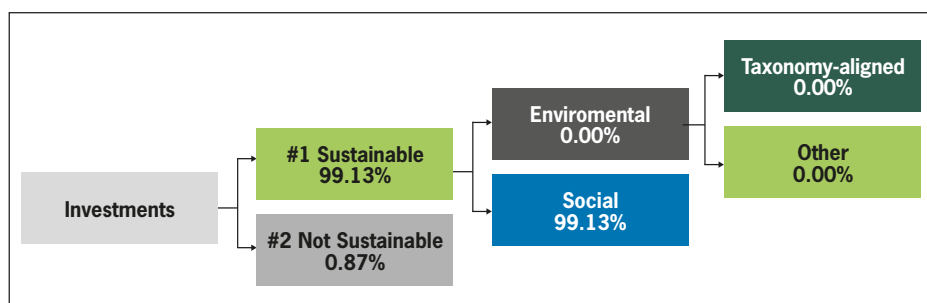 Investments
#1 Sustainable
99.13%
#2 Not Sustainable
0.87%
Enviromental
0.00%
Social
99.13%
Taxonomy-aligned
0.00%
Other
0.00%